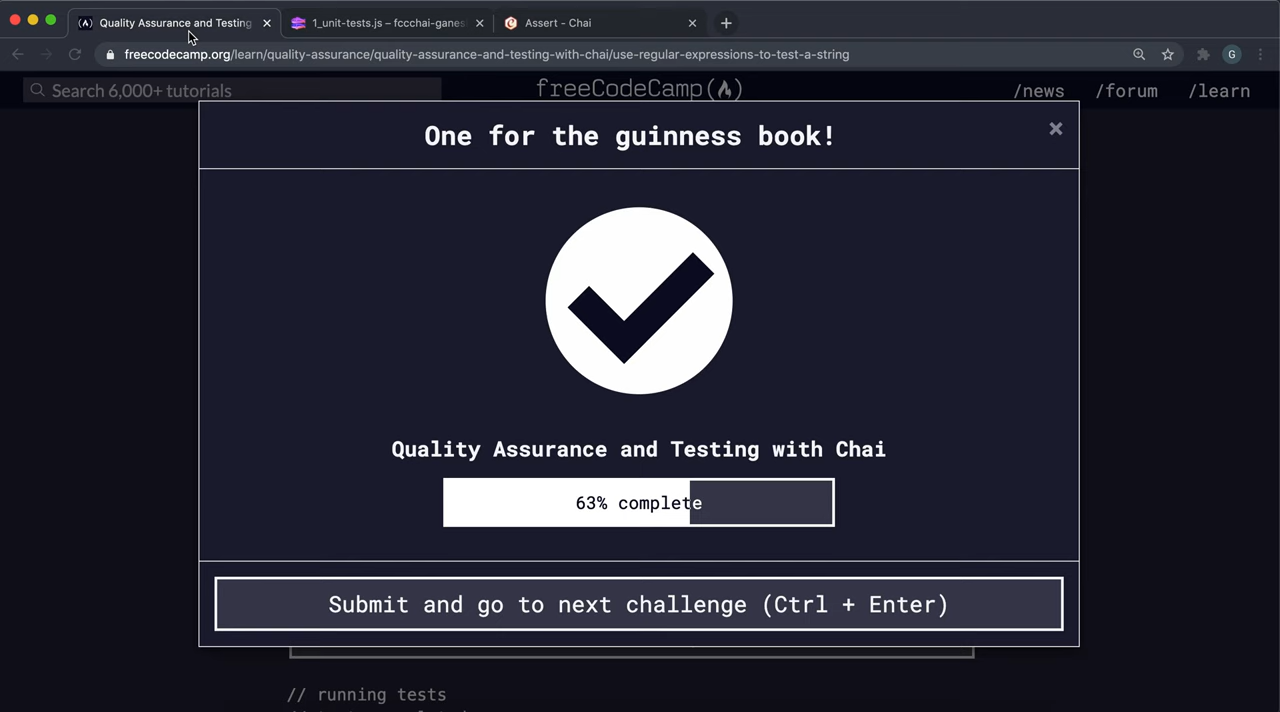 Quality Assurance and Testing
1_unit-tests.js – fccchai-ganes
Assert - Chai
freecodecamp.org/learn/quality-assurance/quality-assurance-and-testing-with-chai/use-regular-expressions-to-test-a-string
G
Search 6,000+ tutorials
freeCodeCamp(🔥)
/news
/forum
/learn
One for the guinness book!
Quality Assurance and Testing with Chai
63% complete
Submit and go to next challenge (Ctrl + Enter)
// running tests